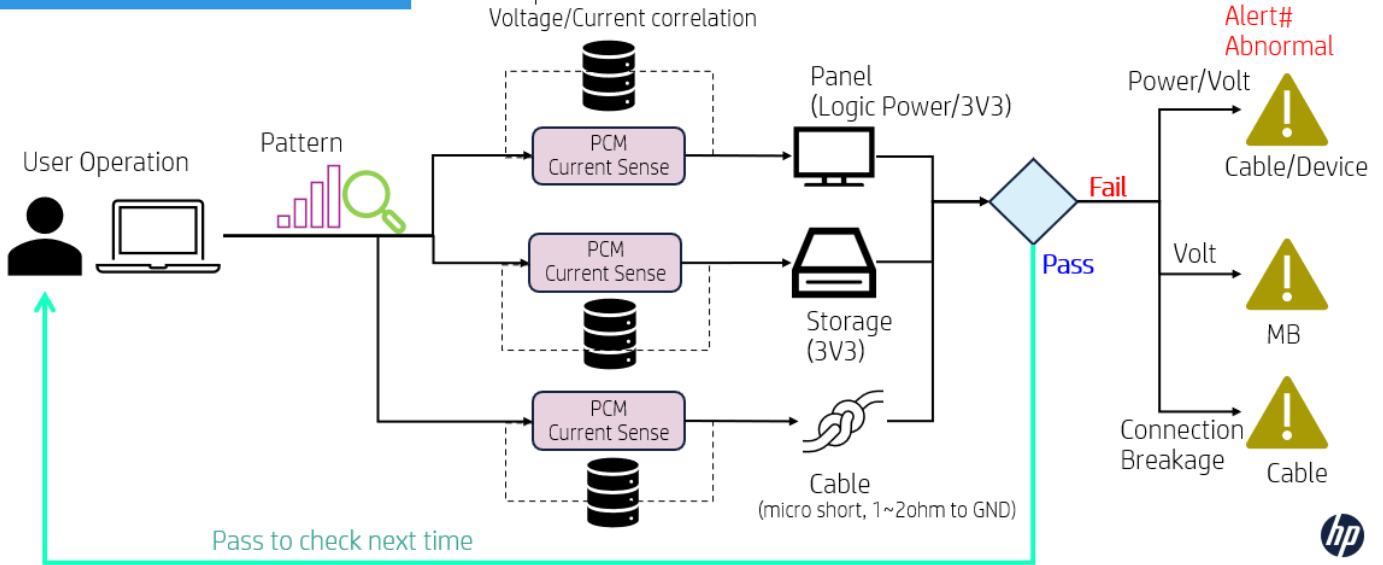 Voltage/Current correlation
Alert#
Abnormal
Panel
(Logic Power/3V3)
Power/Volt
PCM
Current Sense
Pattern
User Operation
Cable/Device
Fail
PCM
Current Sense
Pass
Volt
Storage
(3V3)
MB
PCM
Current Sense
Connection
Breakage
Cable
Cable
(micro short, 1~2ohm to GND)
Pass to check next time
hp